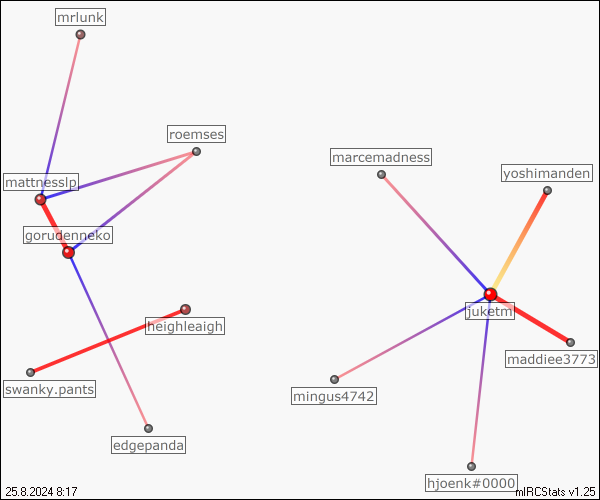 mrlunk
roemses
marcemadness
yoshimanden
mattnesslp
gorudenneko
juketm
heighleaigh
maddiee3773
swanky.pants
mingus4742
edgepanda
hjoenk#0000
25.8.2024 8:17
mIRCStats v1.25